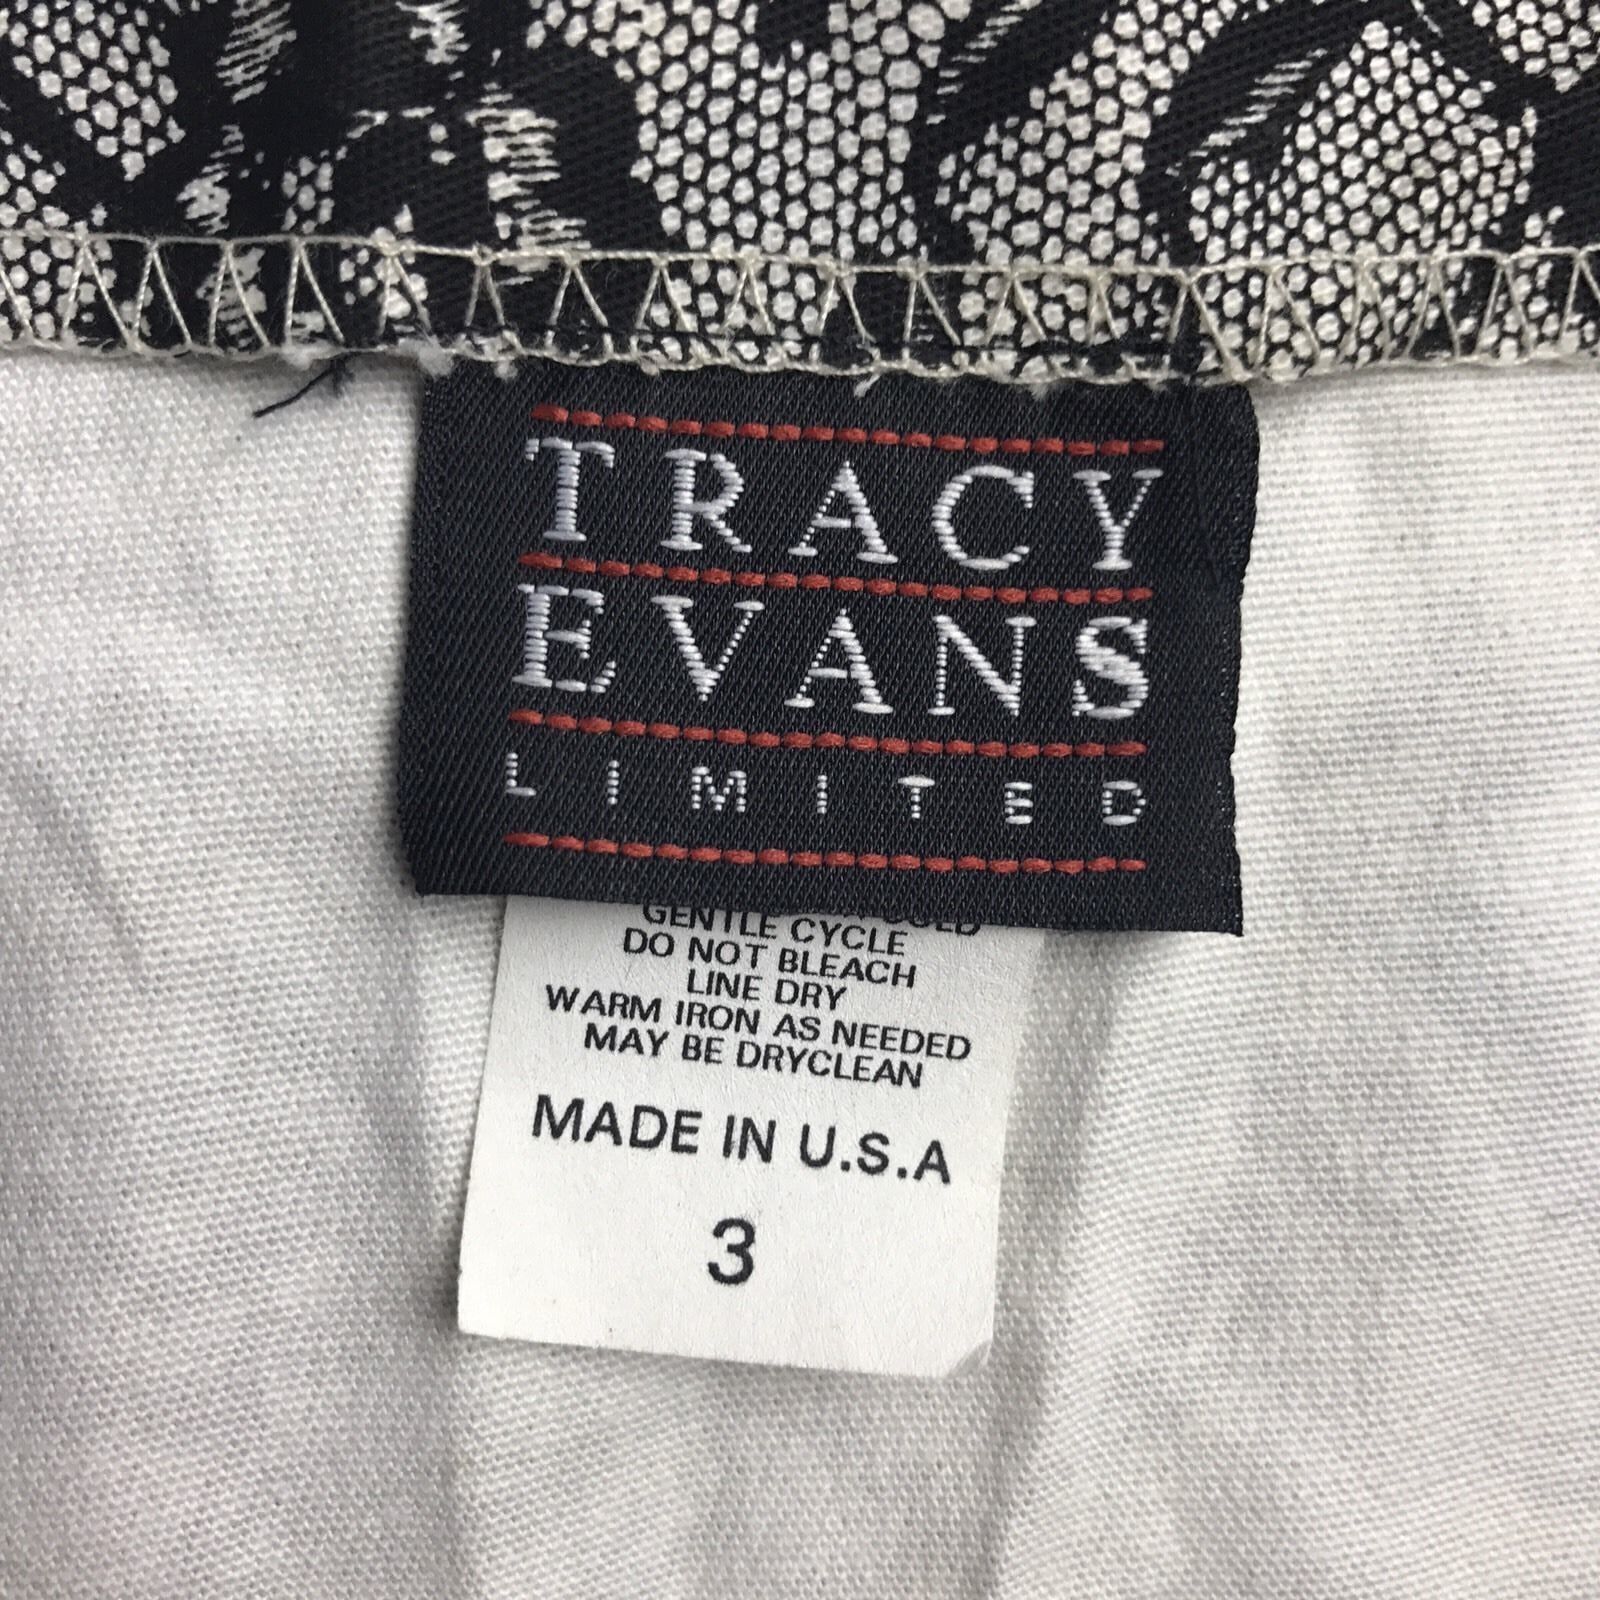 TRACY
EVANS
LIMITED
COLD
GENTLE CYCLE
DO NOT BLEACH
LINE DRY
WARM IRON AS NEEDED
MAY BE DRYCLEAN
MADE IN U.S.A
3